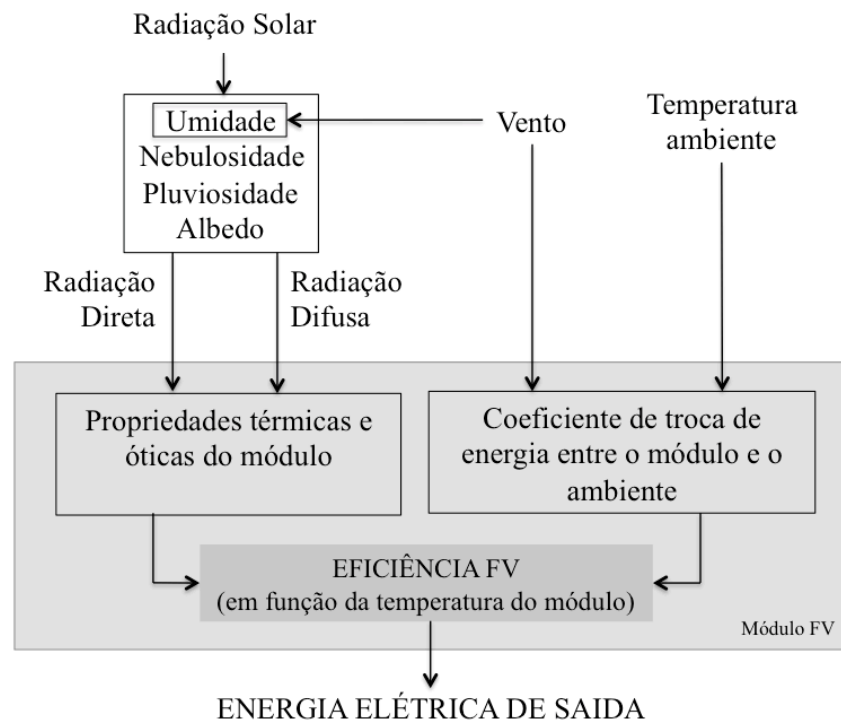 Radiação Solar
Umidade
Nebulosidade
Pluviosidade
Albedo
Vento
Temperatura
ambiente
Radiação
Direta
Radiação
Difusa
Propriedades térmicas e
óticas do módulo
Coeficiente de troca de
energia entre o módulo e o
ambiente
EFICIÊNCIA FV
(em função da temperatura do módulo)
Módulo FV
ENERGIA ELÉTRICA DE SAIDA